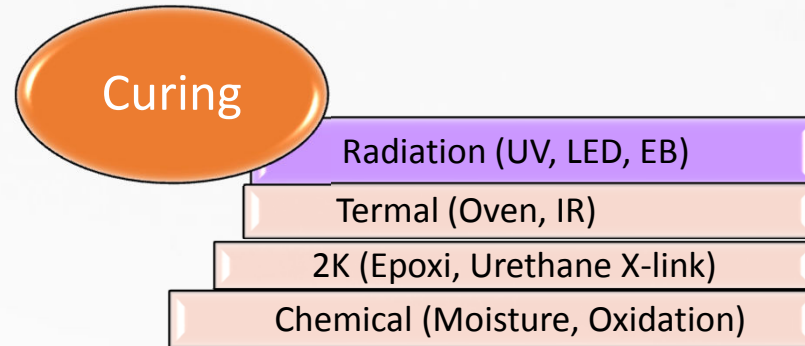 Curing
Radiation (UV, LED, EB)
Termal (Oven, IR)
2K (Epoxi, Urethane X-link)
Chemical (Moisture, Oxidation)